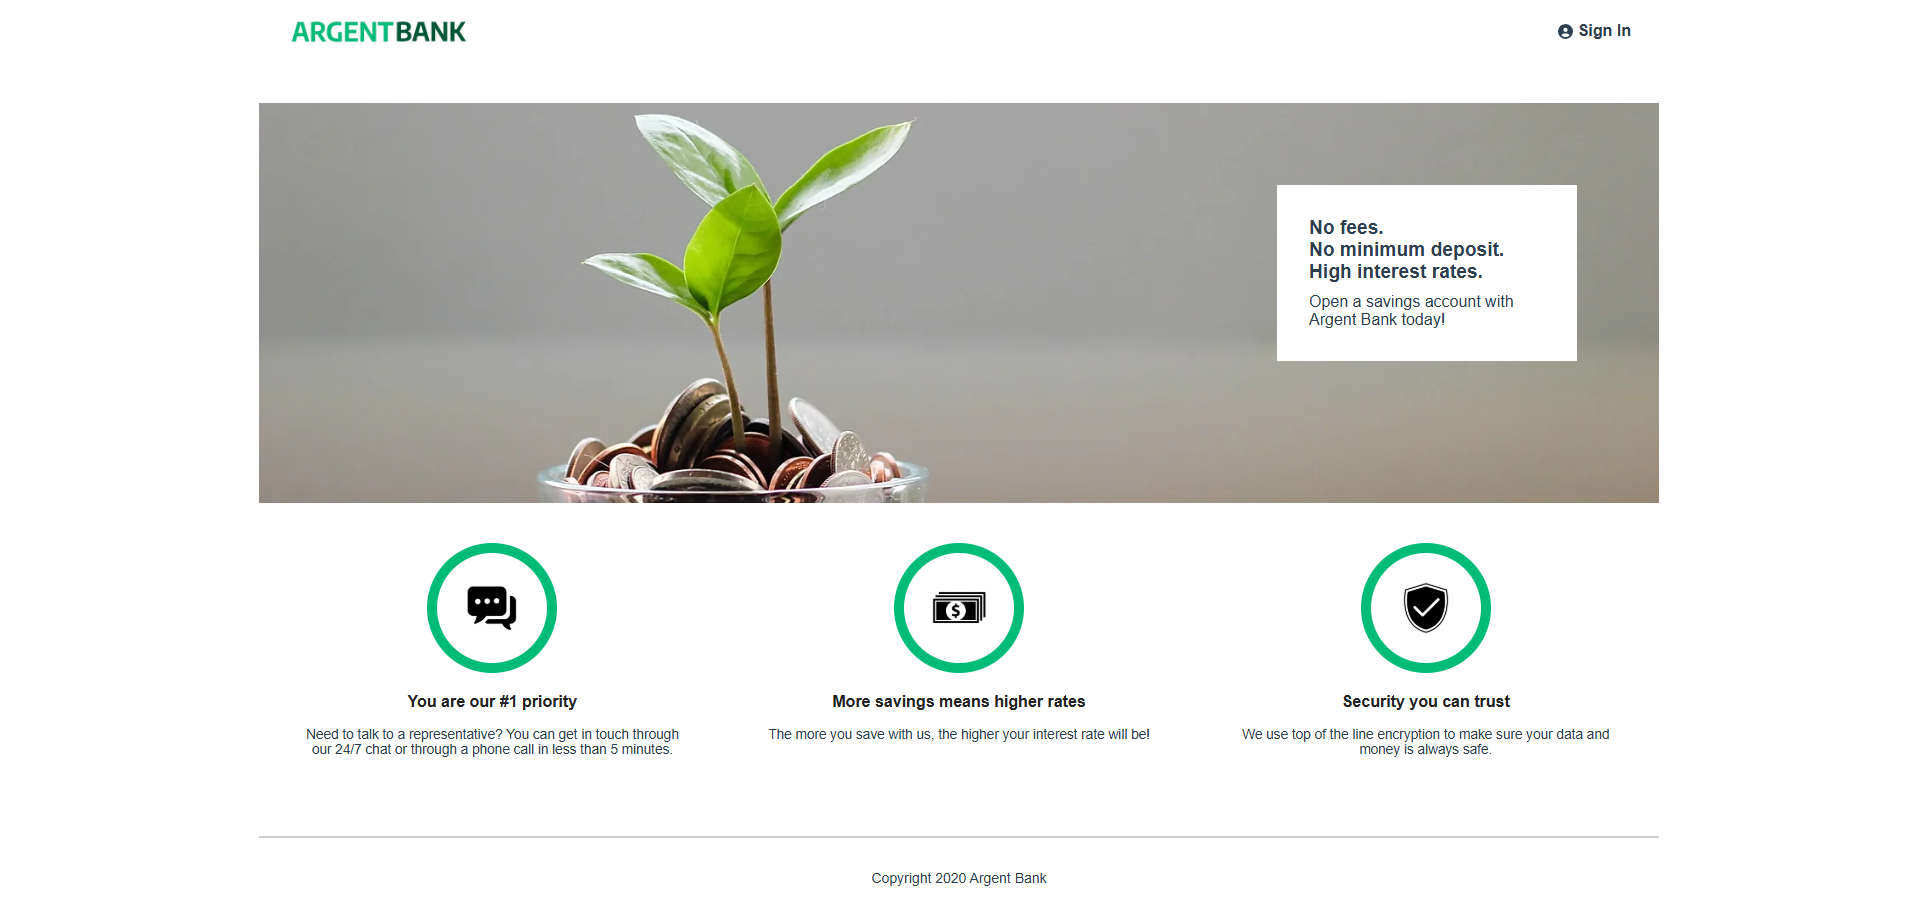 ARGENTBANK
Sign In
No fees.
No minimum deposit.
High interest rates.
Open a savings account with
Argent Bank today!
You are our #1 priority
Need to talk to a representative? You can get in touch through
our 24/7 chat or through a phone call in less than 5 minutes.
More savings means higher rates
The more you save with us, the higher your interest rate will be!
Security you can trust
We use top of the line encryption to make sure your data and
money is always safe.
Copyright 2020 Argent Bank